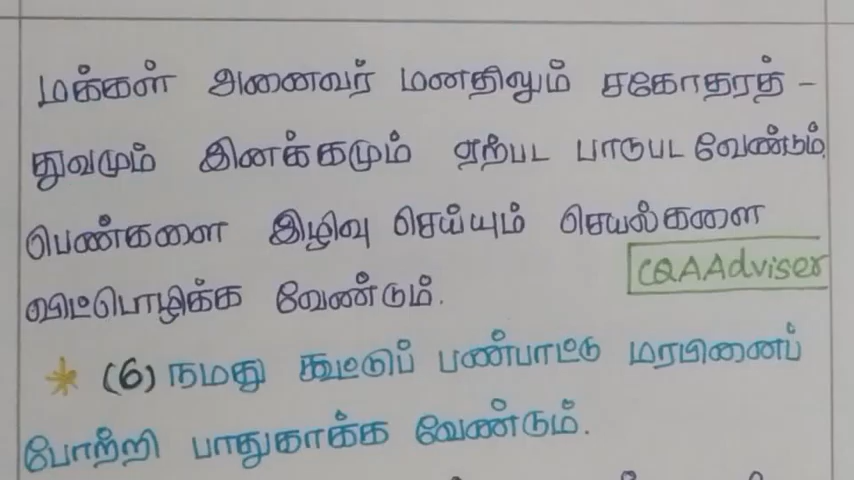 மக்கள் அனைவர் மனதிலும் சகோதரத் -
துவமும் இணக்கமும் ஏற்பட பாடுபட வேண்டும்.
பெண்களை இழிவு செய்யும் செயல்களை
CQAAdviser
விட்டொழிக்க வேண்டும்.
* (6) நமது கூட்டுப் பண்பாட்டு மரபினைப்
போற்றி பாதுகாக்க வேண்டும்.